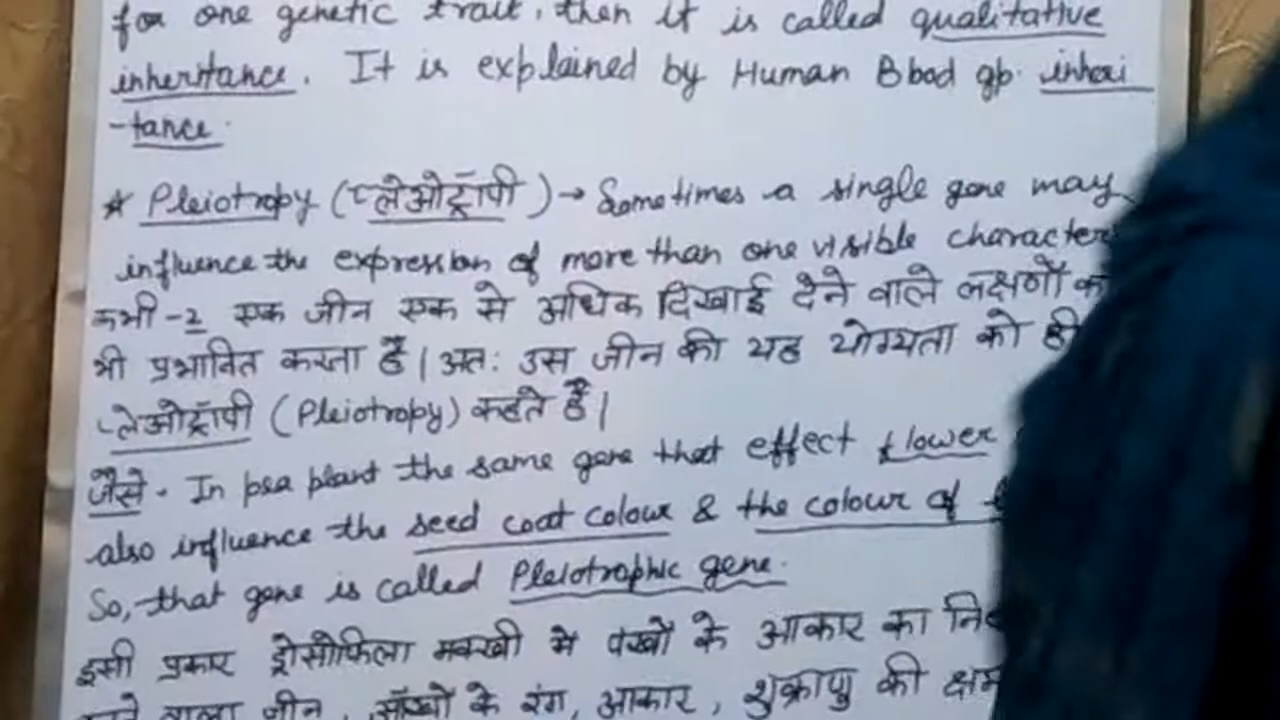 for one genetic trait, then it is called qualitative
inheritance. It is explained by Human Blood gp. inheri
-tance.
* Pleiotropy (प्लेओट्रॉपी) → Sometimes a single gene may
influence the expression of more than one visible character
कभी-2 एक जीन एक से अधिक दिखाई देने वाले लक्षणों को
भी प्रभावित करता है। अतः उस जीन की यह योग्यता को ही
प्लेओट्रॉपी (Pleiotropy) कहते हैं।
जैसे - In pea plant the same gene that effect flower
also influence the seed coat colour & the colour of
So, that gene is called Pleiotrophic gene.
इसी प्रकार ड्रोसोफिला मक्खी में पंखों के आकार का
वाला जीन, आँखों के रंग, आकार, शुक्राणु की